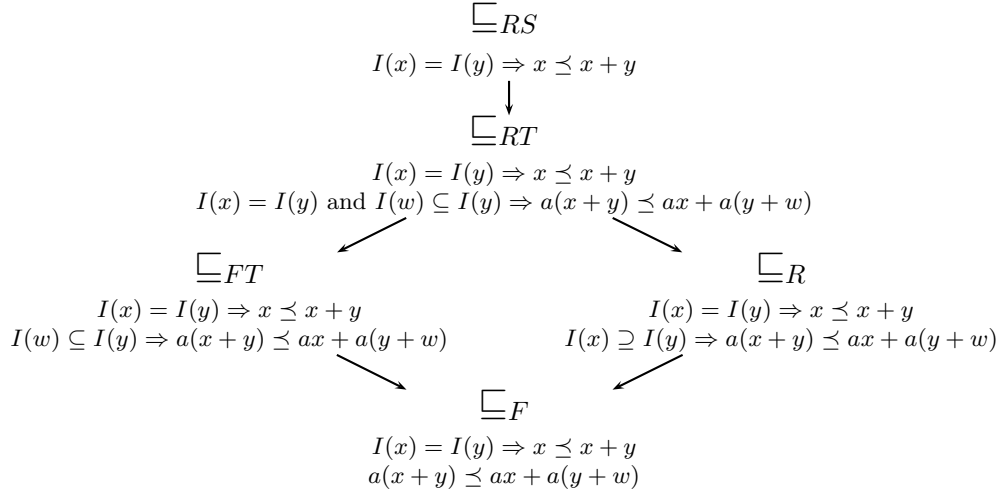 ⊑RS
I(x) = I(y) ⇒ x ⪯ x + y
⊑RT
I(x) = I(y) ⇒ x ⪯ x + y
I(x) = I(y) and I(w) ⊆ I(y) ⇒ a(x + y) ⪯ ax + a(y + w)
⊑FT
I(x) = I(y) ⇒ x ⪯ x + y
I(w) ⊆ I(y) ⇒ a(x + y) ⪯ ax + a(y + w)
⊑R
I(x) = I(y) ⇒ x ⪯ x + y
I(x) ⊇ I(y) ⇒ a(x + y) ⪯ ax + a(y + w)
⊑F
I(x) = I(y) ⇒ x ⪯ x + y
a(x + y) ⪯ ax + a(y + w)